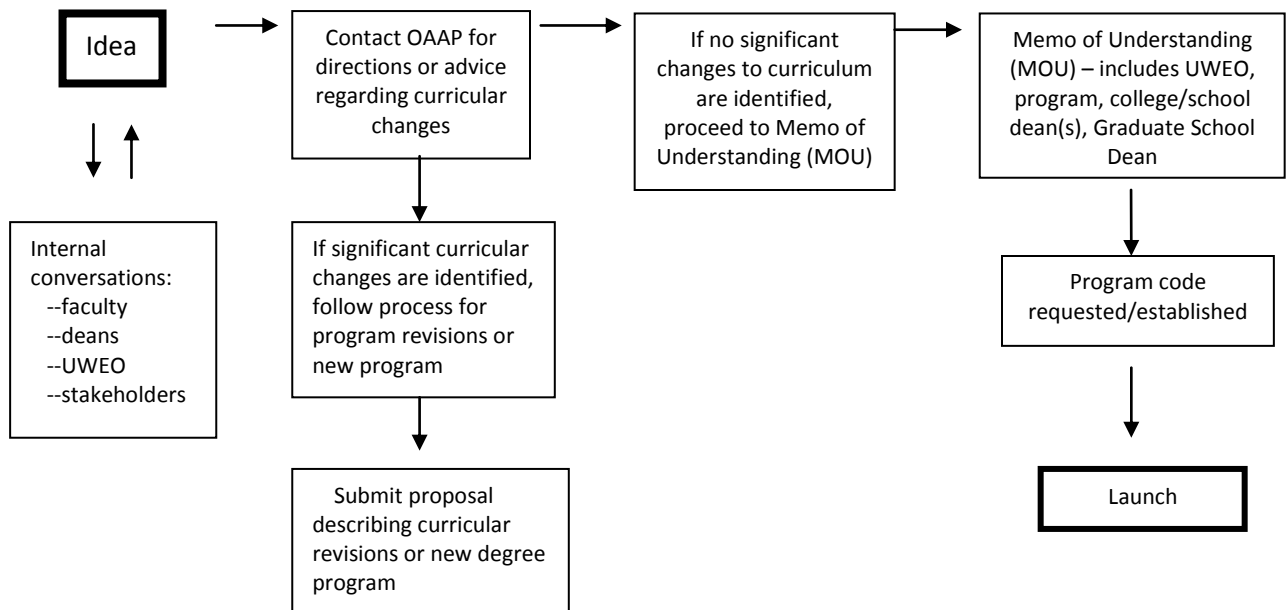 Idea
Contact OAAP for
directions or advice
regarding curricular
changes
If no significant
changes to curriculum
are identified,
proceed to Memo of
Understanding (MOU)
Memo of Understanding
(MOU) – includes UWEO,
program, college/school
dean(s), Graduate School
Dean
Internal
conversations:
--faculty
--deans
--UWEO
--stakeholders
If significant curricular
changes are identified,
follow process for
program revisions or
new program
Program code
requested/established
Submit proposal
describing curricular
revisions or new degree
program
Launch